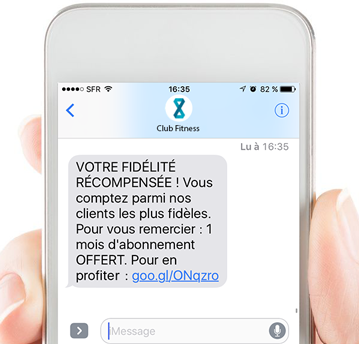 SFR 16:35 82 %
Club Fitness
Lu à 16:35
VOTRE FIDÉLITÉ
RÉCOMPENSÉE ! Vous
comptez parmi nos
clients les plus fidèles.
Pour vous remercier : 1
mois d'abonnement
OFFERT. Pour en
profiter : goo.gl/ONqzro
Message